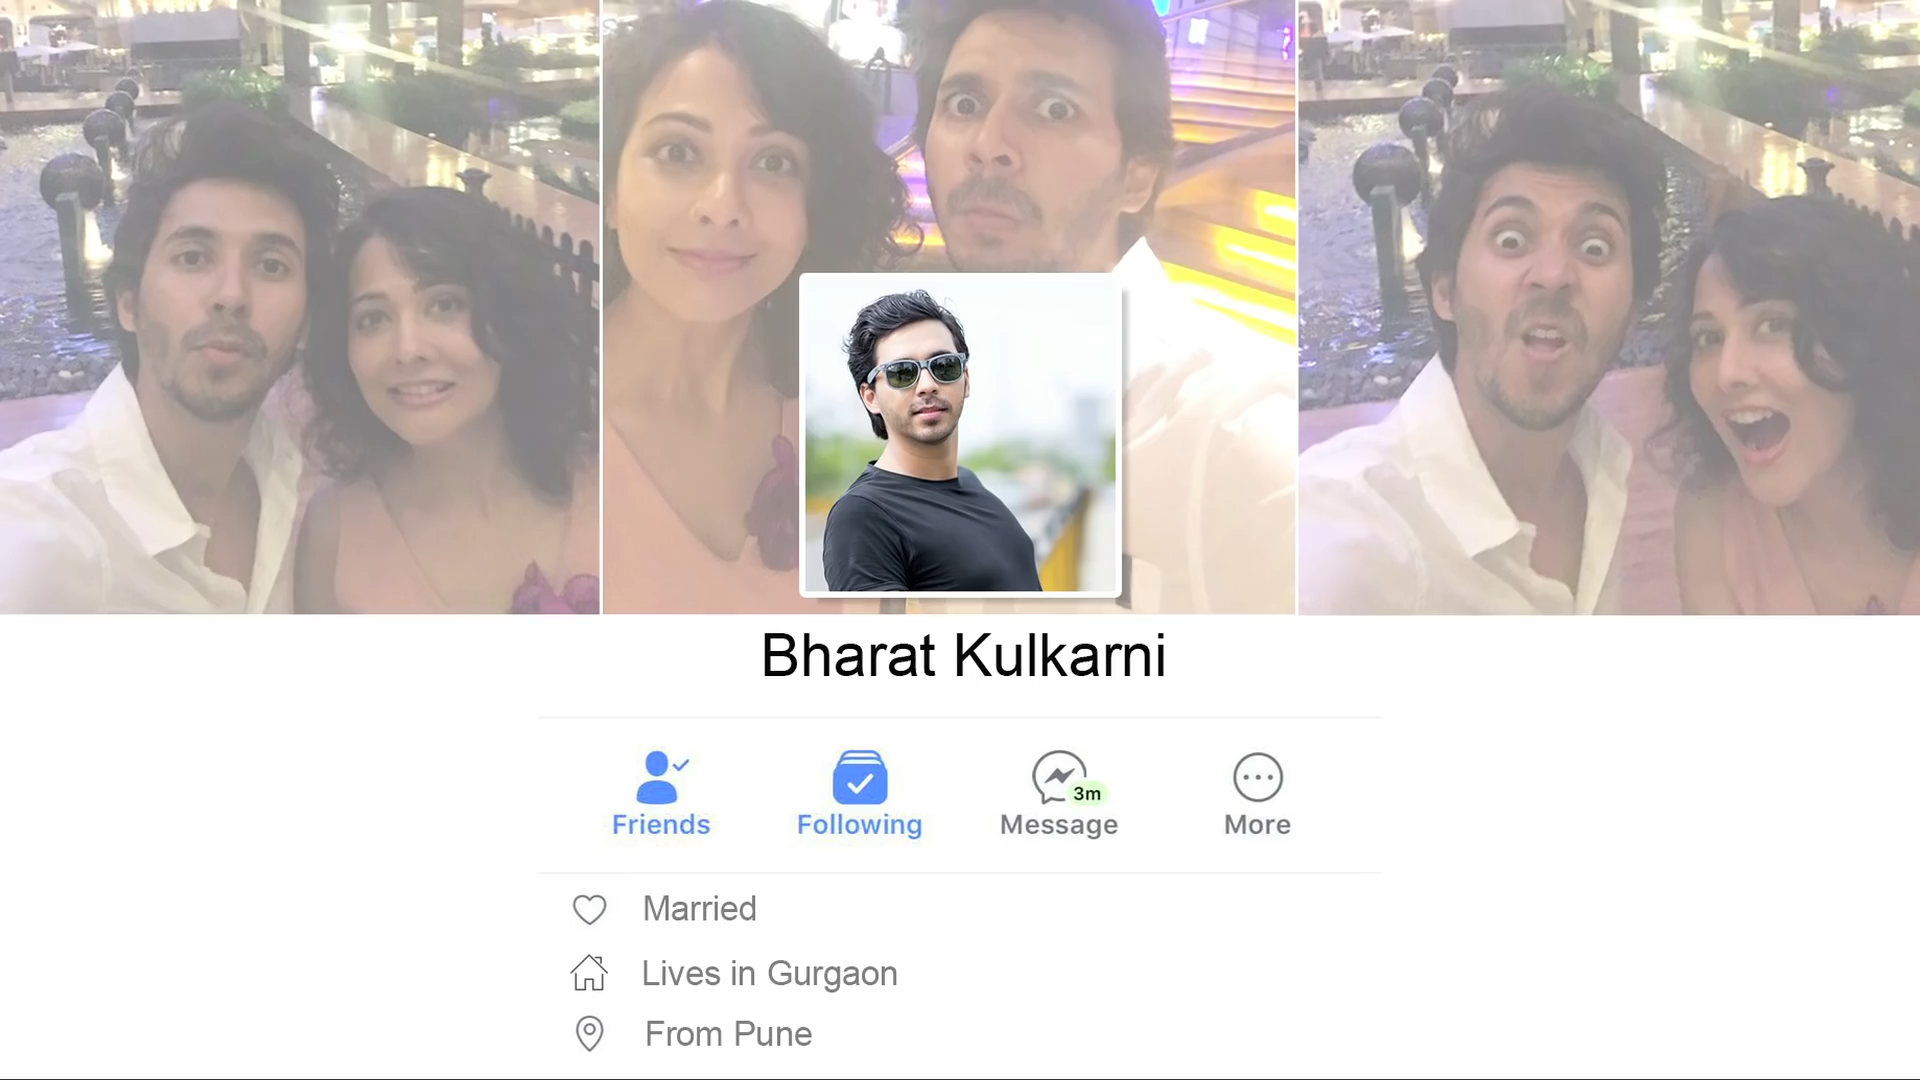 Bharat Kulkarni
Friends
Following
3m
Message
More
Married
Lives in Gurgaon
From Pune